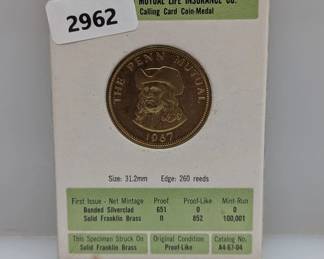 2962
MUTUAL LIFE INSURANCE CO.
Calling Card Coin-Medal
THE PENN MUTUAL
1967
Size: 31.2mm Edge: 260 reeds
First Issue - Net Mintage Proof Proof-Like Mint-Run
Bonded Silverclad 651 0 0
Solid Franklin Brass 0 852 100,001
This Specimen Struck On Original Condition Catalog No.
Solid Franklin Brass Proof-Like A4-67-04